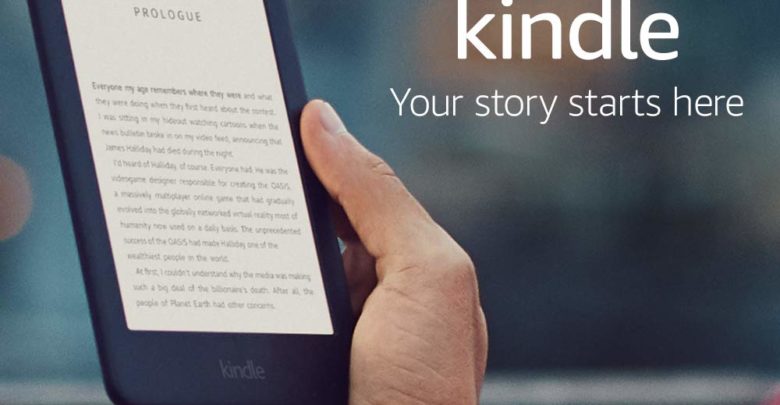 PROLOGUE
Everyone my age remembers where they were and what
they were doing when they first heard about the contest.
I was sitting in my hideout watching cartoons when the
news bulletin broke in on my video feed, announcing that
James Halliday had died during the night.
I'd heard of Halliday, of course. Everyone had. He was the
videogame designer responsible for creating the OASIS,
a massively multiplayer online game that had gradually
evolved into the globally networked virtual reality most of
humanity now used on a daily basis. The unprecedented
success of the OASIS had made Halliday one of the
wealthiest people in the world.
At first, I couldn't understand why the media was making
such a big deal of the billionaire's death. After all, the
people of Planet Earth had other concerns.
kindle
kindle
Your story starts here